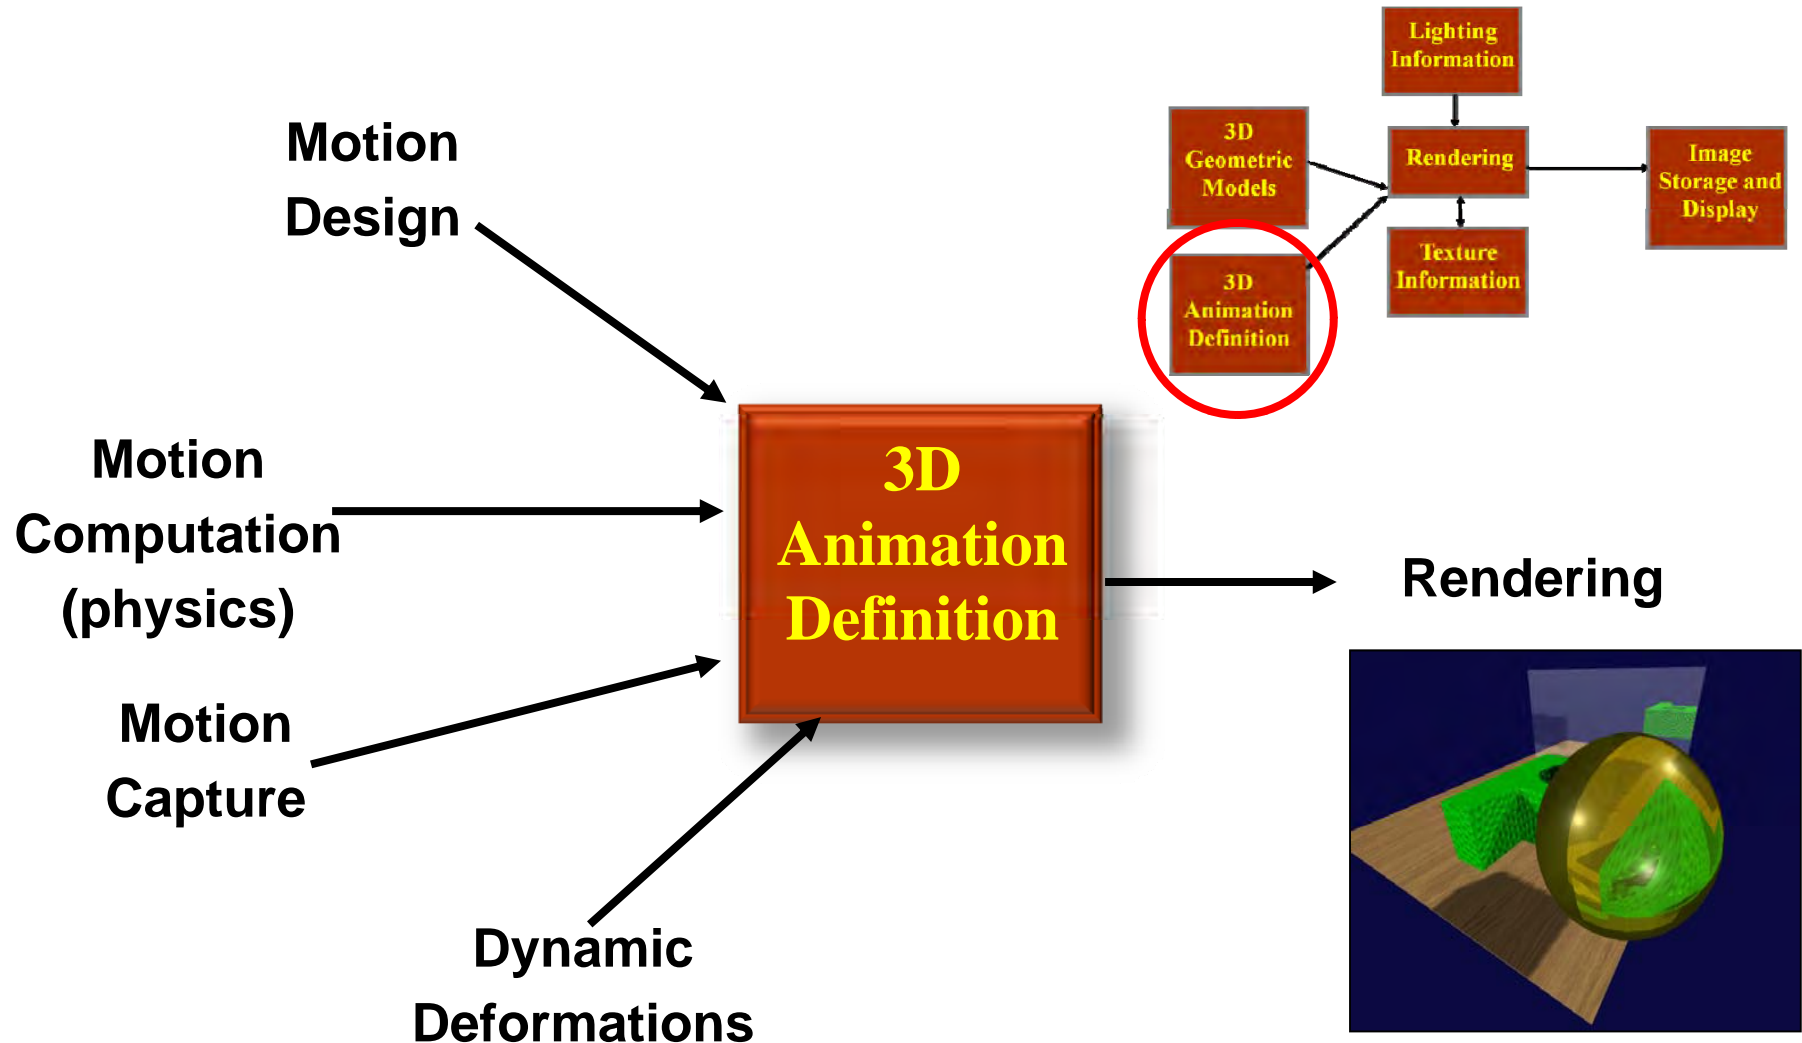 Lighting
Information
3D
Geometric
Models
Rendering
Image
Storage and
Display
Texture
Information
3D
Animation
Definition
Motion
Design
Motion
Computation
(physics)
Motion
Capture
Dynamic
Deformations
3D
Animation
Definition
Rendering